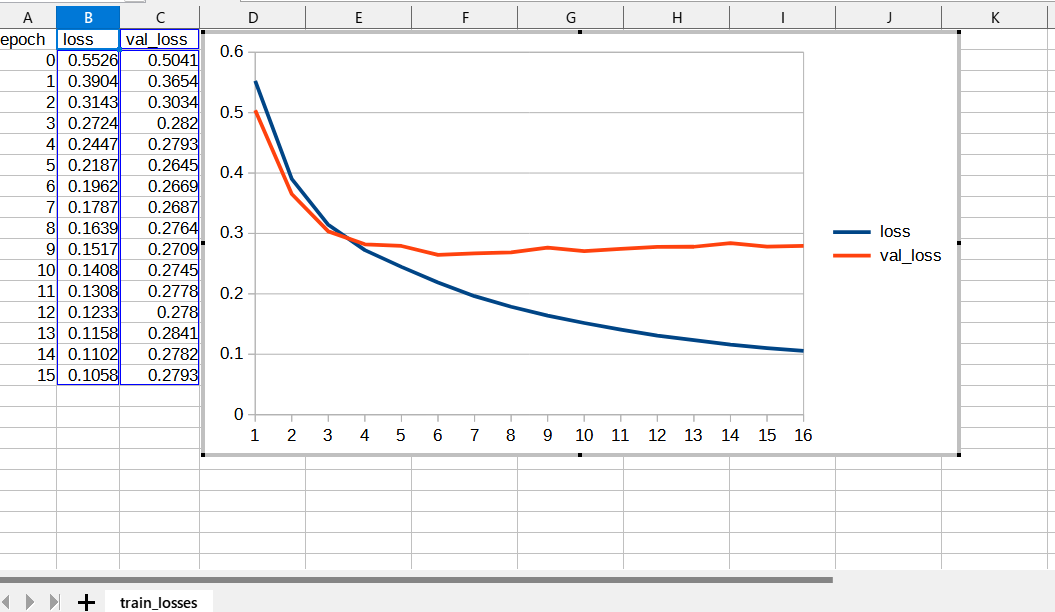 A B C D E F G H I J K
epoch loss val_loss
0 0.5526 0.5041
1 0.3904 0.3654
2 0.3143 0.3034
3 0.2724 0.282
4 0.2447 0.2793
5 0.2187 0.2645
6 0.1962 0.2669
7 0.1787 0.2687
8 0.1639 0.2764
9 0.1517 0.2709
10 0.1408 0.2745
11 0.1308 0.2778
12 0.1233 0.278
13 0.1158 0.2841
14 0.1102 0.2782
15 0.1058 0.2793
0.6
0.5
0.4
0.3
0.2
0.1
0
1 2 3 4 5 6 7 8 9 10 11 12 13 14 15 16
loss
val_loss
train_losses